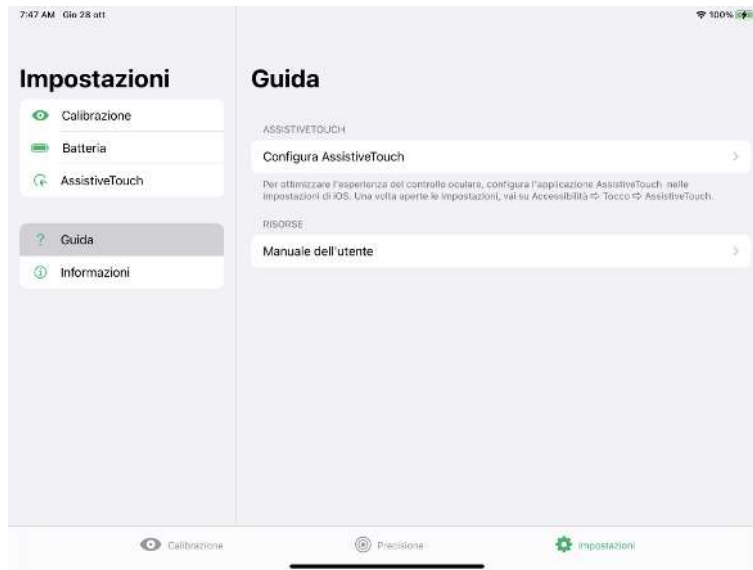 7:47 AM Gio 28 ott
100%
Impostazioni
Calibrazione
Batteria
AssistiveTouch
Guida
Informazioni
Guida
ASSISTIVETOUCH
Configura AssistiveTouch
Per ottimizzare l'esperienza del controllo oculare, configura l'applicazione AssistiveTouch nelle
impostazioni di iOS. Una volta aperte le impostazioni, vai su Accessibilità ⇨ Tocco ⇨ AssistiveTouch.
RISORSE
Manuale dell'utente
Calibrazione
Precisione
Impostazioni